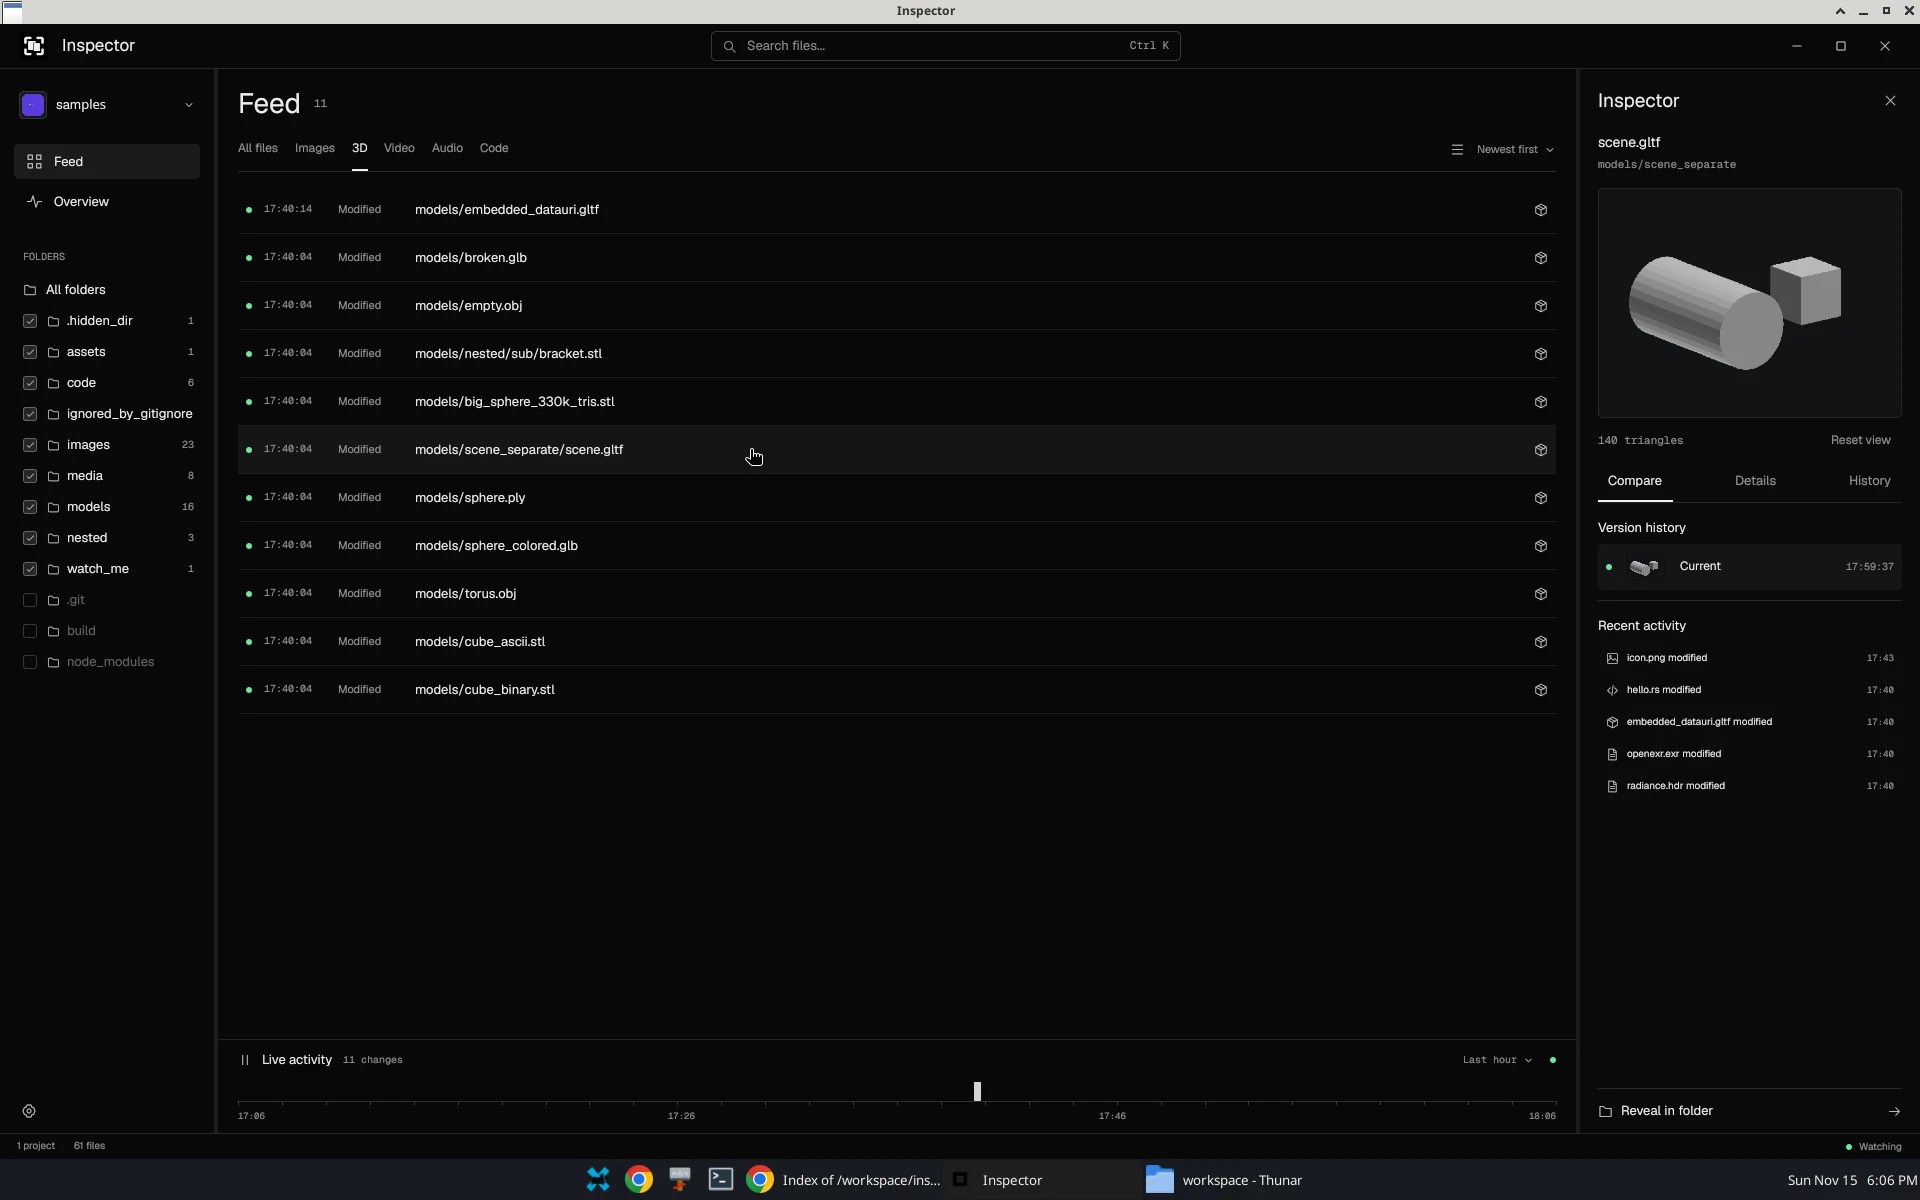 Inspector
Inspector
Search files...
Ctrl K
samples
Feed
Overview
FOLDERS
All folders
.hidden_dir 1
assets 1
code 6
ignored_by_gitignore
images 23
media 8
models 16
nested 3
watch_me 1
.git
build
node_modules
Feed 11
All files Images 3D Video Audio Code
Newest first
17:40:14 Modified models/embedded_datauri.gltf
17:40:04 Modified models/broken.glb
17:40:04 Modified models/empty.obj
17:40:04 Modified models/nested/sub/bracket.stl
17:40:04 Modified models/big_sphere_330k_tris.stl
17:40:04 Modified models/scene_separate/scene.gltf
17:40:04 Modified models/sphere.ply
17:40:04 Modified models/sphere_colored.glb
17:40:04 Modified models/torus.obj
17:40:04 Modified models/cube_ascii.stl
17:40:04 Modified models/cube_binary.stl
Live activity 11 changes
Last hour
17:06 17:26 17:46 18:06
Inspector
scene.gltf
models/scene_separate
140 triangles Reset view
Compare Details History
Version history
Current 17:59:37
Recent activity
icon.png modified 17:43
hello.rs modified 17:40
embedded_datauri.gltf modified 17:40
openexr.exr modified 17:40
radiance.hdr modified 17:40
Reveal in folder
1 project 61 files
Watching
Index of /workspace/ins...
Inspector
workspace - Thunar
Sun Nov 15 6:06 PM